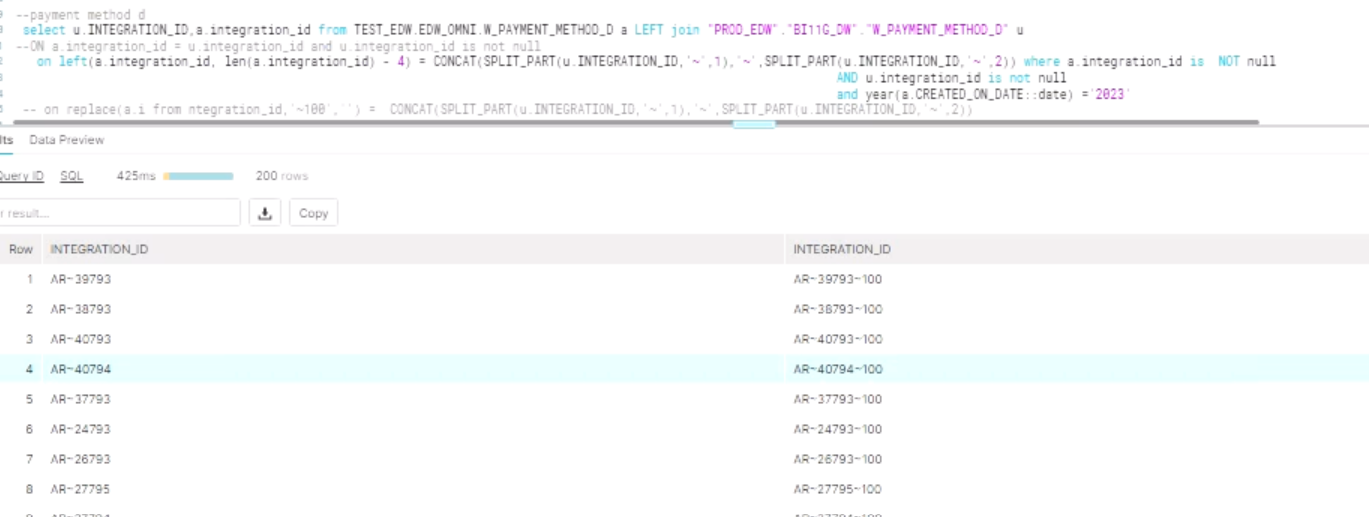 --payment method d
select u.INTEGRATION_ID,a.integration_id from TEST_EDW.EDW_OMNI.W_PAYMENT_METHOD_D a LEFT join "PROD_EDW"."BI11G_DW"."W_PAYMENT_METHOD_D" u
--ON a.integration_id = u.integration_id and u.integration_id is not null
on left(a.integration_id, len(a.integration_id) - 4) = CONCAT(SPLIT_PART(u.INTEGRATION_ID,'~',1),'~',SPLIT_PART(u.INTEGRATION_ID,'~',2)) where a.integration_id is NOT null
AND u.integration_id is not null
and year(a.CREATED_ON_DATE::date) ='2023'
-- on replace(a.i from ntegration_id,'~100','') = CONCAT(SPLIT_PART(u.INTEGRATION_ID,'~',1),'~',SPLIT_PART(u.INTEGRATION_ID,'~',2))
lts Data Preview
Query ID SQL 425ms 200 rows
r result... Copy
Row INTEGRATION_ID INTEGRATION_ID
1 AR~39793 AR~39793~100
2 AR~38793 AR~38793~100
3 AR~40793 AR~40793~100
4 AR~40794 AR~40794~100
5 AR~37793 AR~37793~100
6 AR~24793 AR~24793~100
7 AR~26793 AR~26793~100
8 AR~27795 AR~27795~100